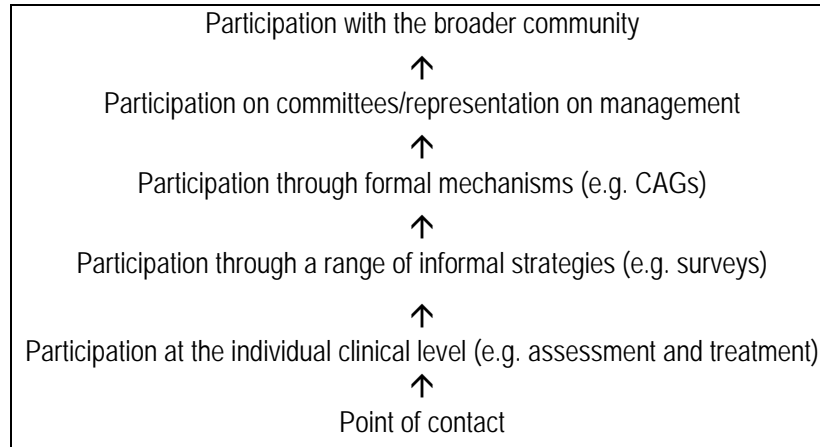 Participation with the broader community
↑
Participation on committees/representation on management
↑
Participation through formal mechanisms (e.g. CAGs)
↑
Participation through a range of informal strategies (e.g. surveys)
↑
Participation at the individual clinical level (e.g. assessment and treatment)
↑
Point of contact